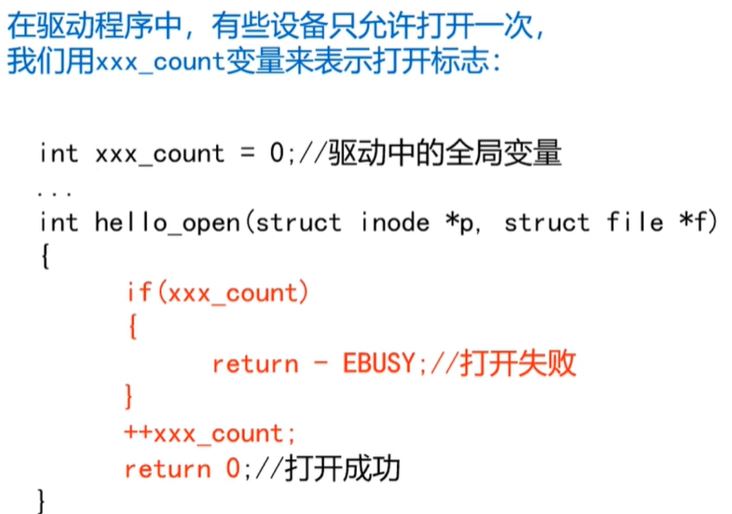 在驱动程序中，有些设备只允许打开一次，
我们用xxx_count变量来表示打开标志：
int xxx_count = 0;//驱动中的全局变量
...
int hello_open(struct inode *p, struct file *f)
{
if(xxx_count)
{
return - EBUSY;//打开失败
}
++xxx_count;
return 0;//打开成功
}